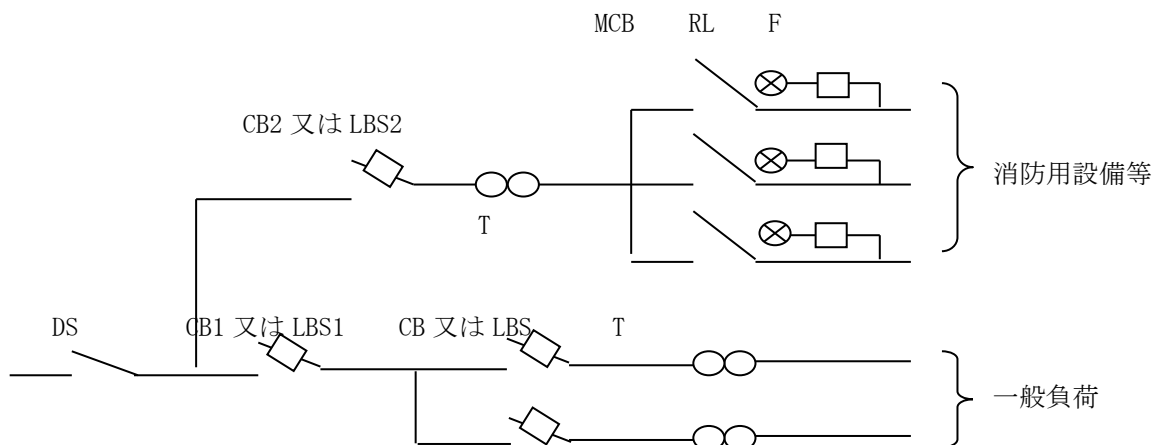 MCB RL F
CB2 又は LBS2
消防用設備等
T
DS CB1 又は LBS1 CB 又は LBS T
一般負荷